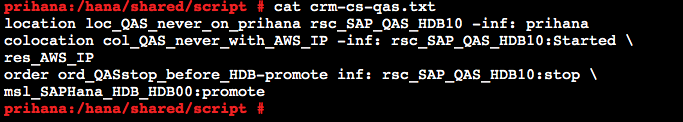 prihana:/hana/shared/script # cat crm-cs-qas.txt
location loc_QAS_never_on_prihana rsc_SAP_QAS_HDB10 -inf: prihana
colocation col_QAS_never_with_AWS_IP -inf: rsc_SAP_QAS_HDB10:Started \
res_AWS_IP
order ord_QASstop_before_HDB-promote inf: rsc_SAP_QAS_HDB10:stop \
msl_SAPHana_HDB_HDB00:promote
prihana:/hana/shared/script #